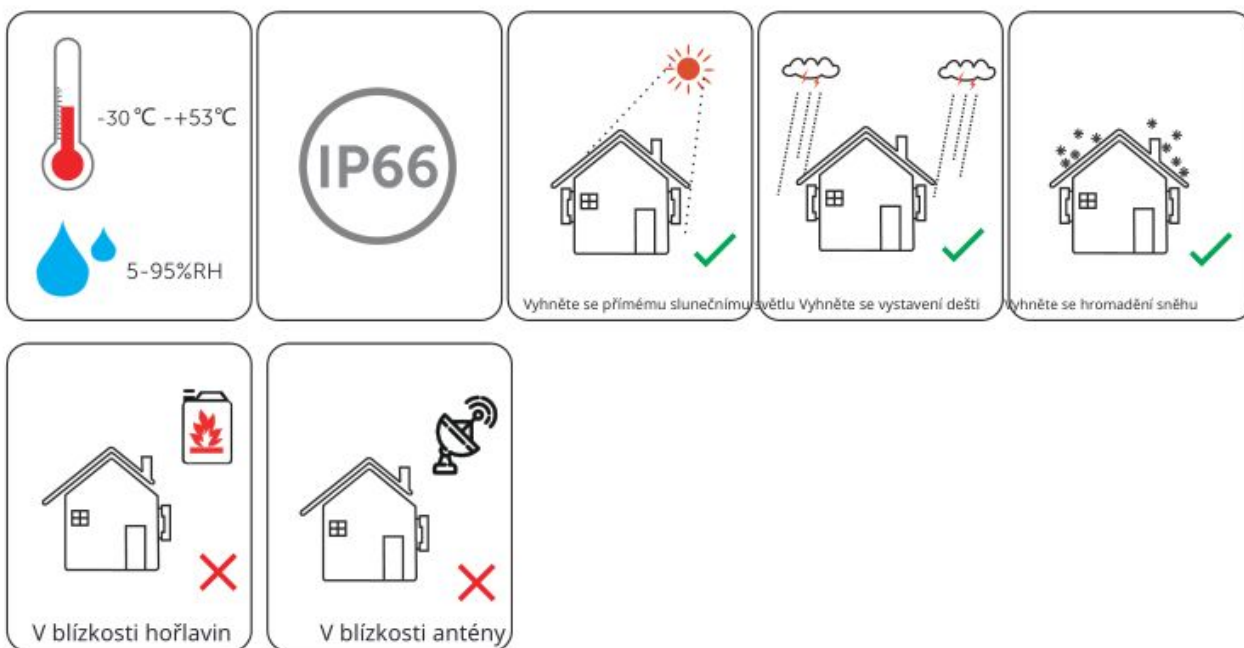 -30℃ -+53℃
IP66
5-95%RH
Vyhněte se přímému slunečnímu světlu
Vyhněte se vystavení dešti
Vyhněte se hromadění sněhu
V blízkosti hořlavin
V blízkosti antény